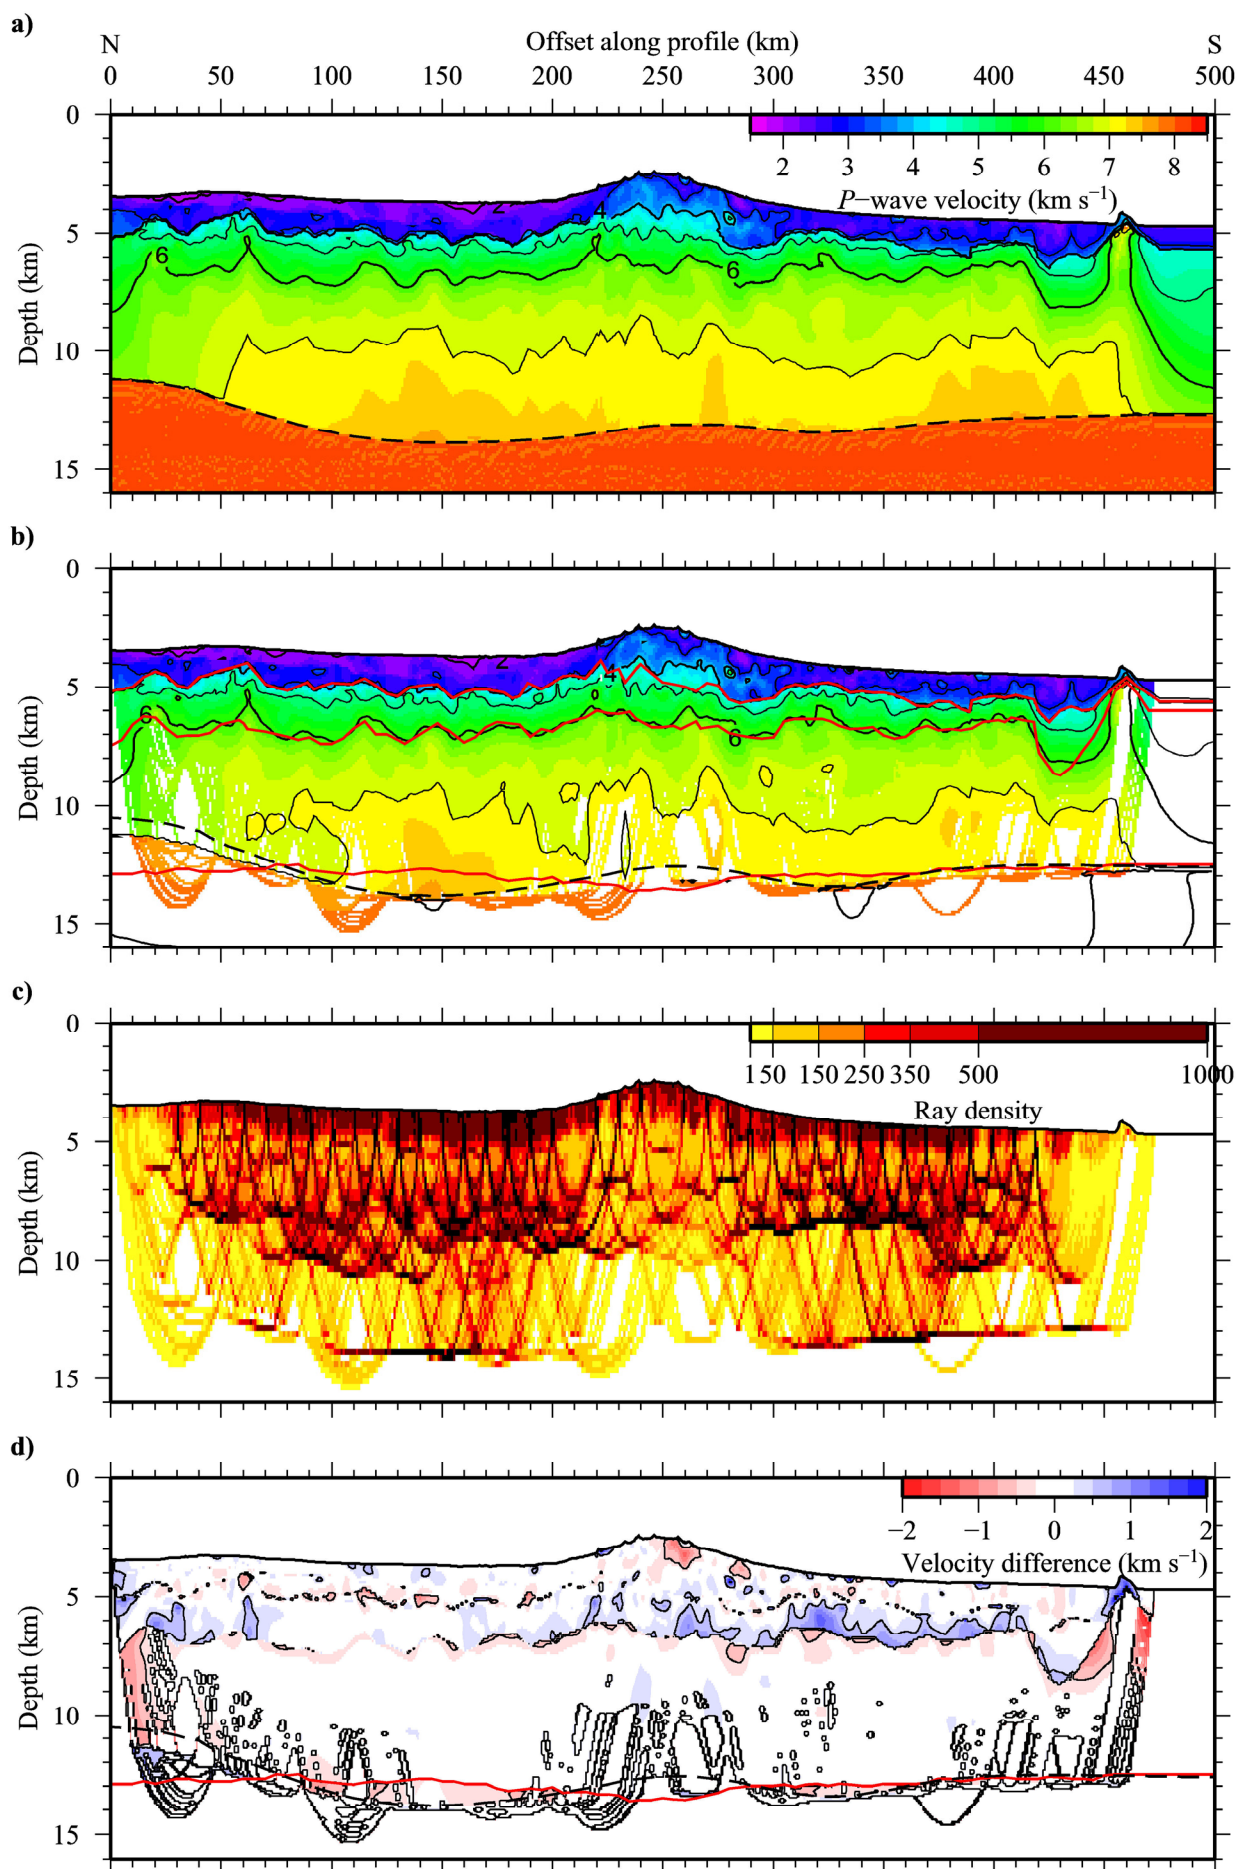 a)
N
Offset along profile (km)
S
0 50 100 150 200 250 300 350 400 450 500
0
5
10
15
Depth (km)
2 3 4 5 6 7 8
P−wave velocity (km s−1)
2
4
6
6
b)
0
5
10
15
Depth (km)
2
4
6
6
c)
0
5
10
15
Depth (km)
1 50 150 250 350 500 1000
Ray density
d)
0
5
10
15
Depth (km)
−2 −1 0 1 2
Velocity difference (km s−1)